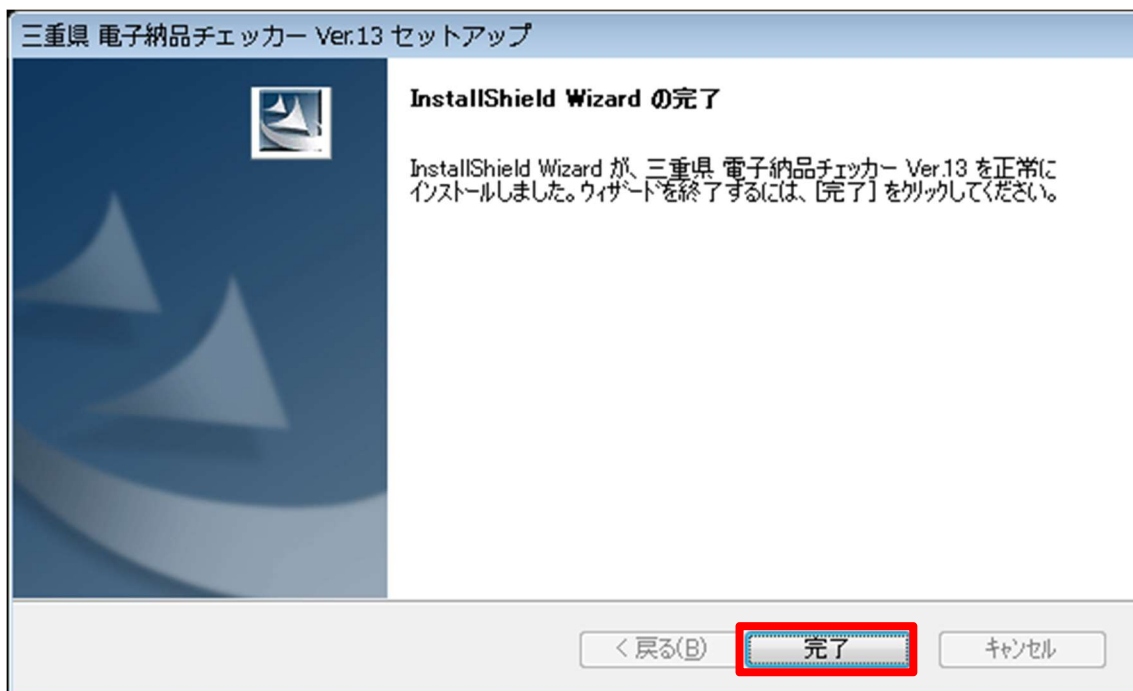 三重県 電子納品チェッカー Ver.13 セットアップ
InstallShield Wizard の完了
InstallShield Wizard が、三重県 電子納品チェッカー Ver.13 を正常に
インストールしました。ウィザードを終了するには、[完了] をクリックしてください。
< 戻る(B)
完了
キャンセル